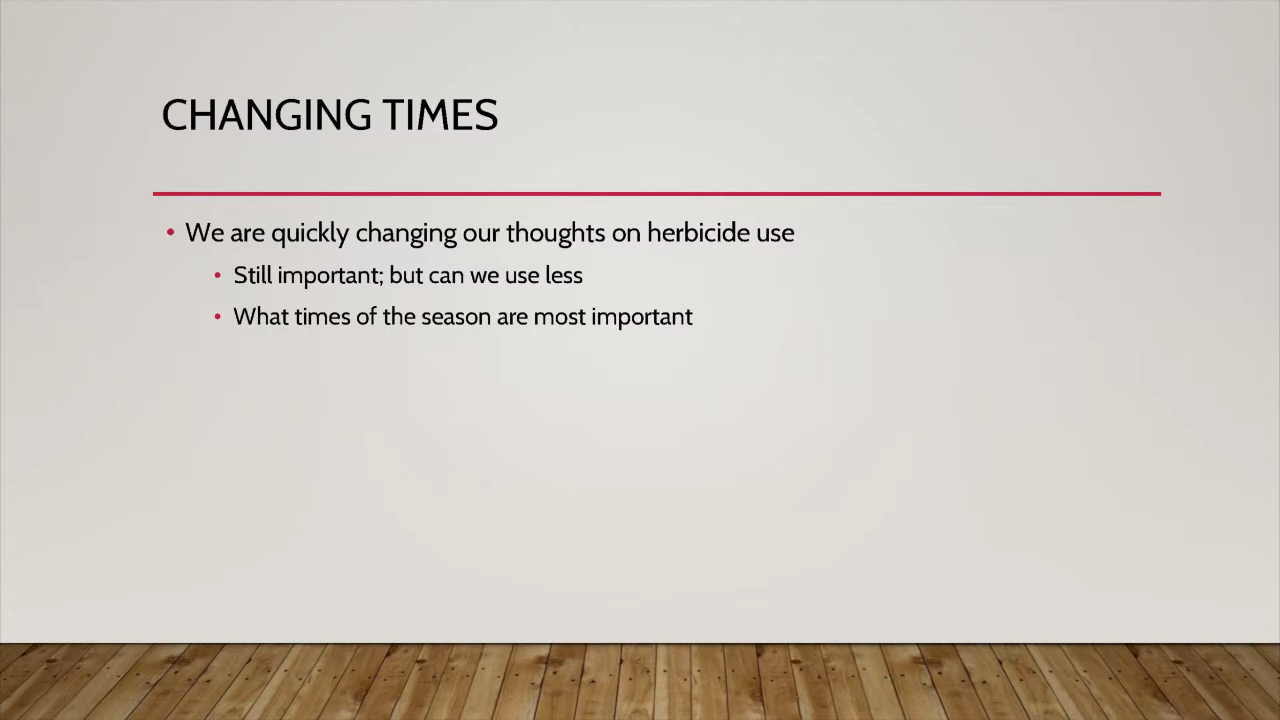 CHANGING TIMES
• We are quickly changing our thoughts on herbicide use
• Still important; but can we use less
• What times of the season are most important